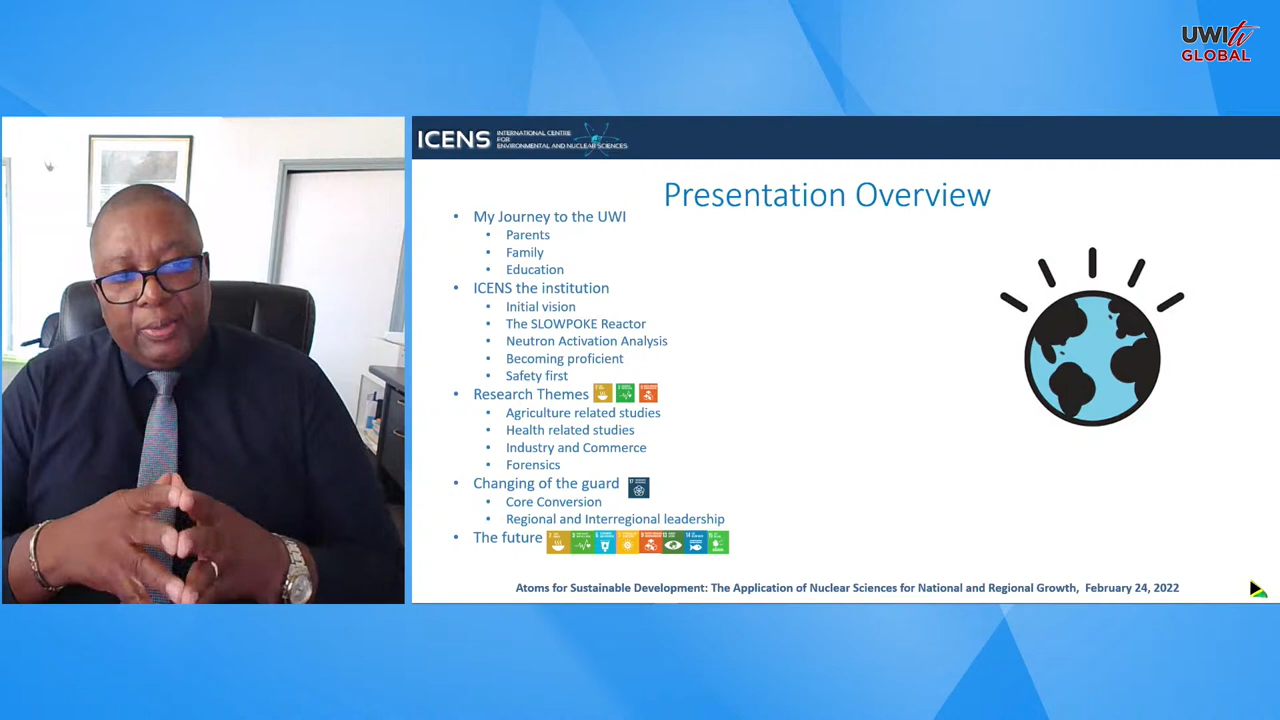 UWI tv
GLOBAL
ICENS
INTERNATIONAL CENTRE
FOR
ENVIRONMENTAL AND NUCLEAR SCIENCES
Presentation Overview
• My Journey to the UWI
• Parents
• Family
• Education
• ICENS the institution
• Initial vision
• The SLOWPOKE Reactor
• Neutron Activation Analysis
• Becoming proficient
• Safety first
• Research Themes
• Agriculture related studies
• Health related studies
• Industry and Commerce
• Forensics
• Changing of the guard
• Core Conversion
• Regional and Interregional leadership
• The future
Atoms for Sustainable Development: The Application of Nuclear Sciences for National and Regional Growth, February 24, 2022